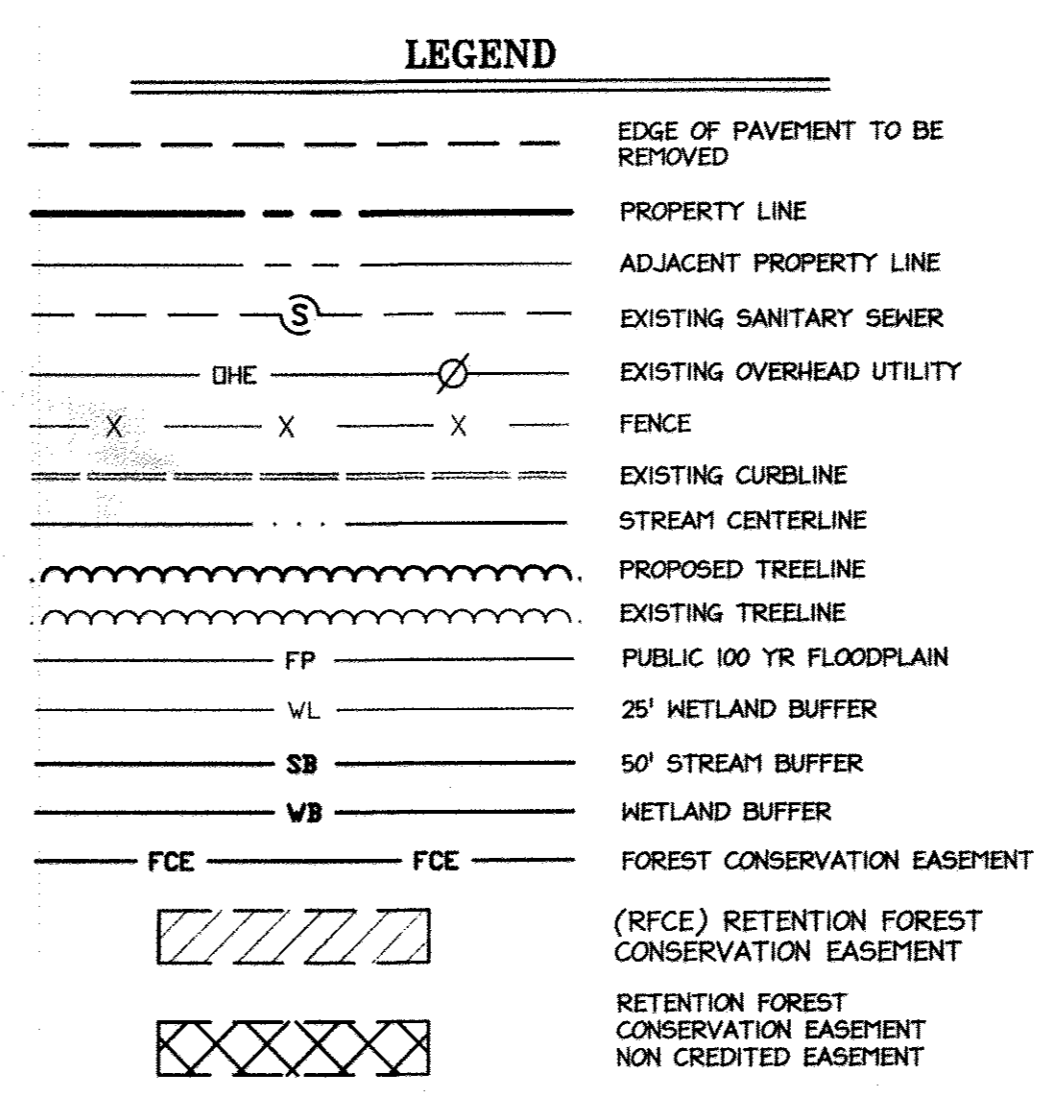 LEGEND
EDGE OF PAVEMENT TO BE
REMOVED
PROPERTY LINE
ADJACENT PROPERTY LINE
S
EXISTING SANITARY SEWER
OHE
EXISTING OVERHEAD UTILITY
X X X
FENCE
EXISTING CURBLINE
STREAM CENTERLINE
PROPOSED TREELINE
EXISTING TREELINE
FP
PUBLIC 100 YR FLOODPLAIN
WL
25' WETLAND BUFFER
SB
50' STREAM BUFFER
WB
WETLAND BUFFER
FCE FCE
FOREST CONSERVATION EASEMENT
(RFCE) RETENTION FOREST
CONSERVATION EASEMENT
RETENTION FOREST
CONSERVATION EASEMENT
NON CREDITED EASEMENT